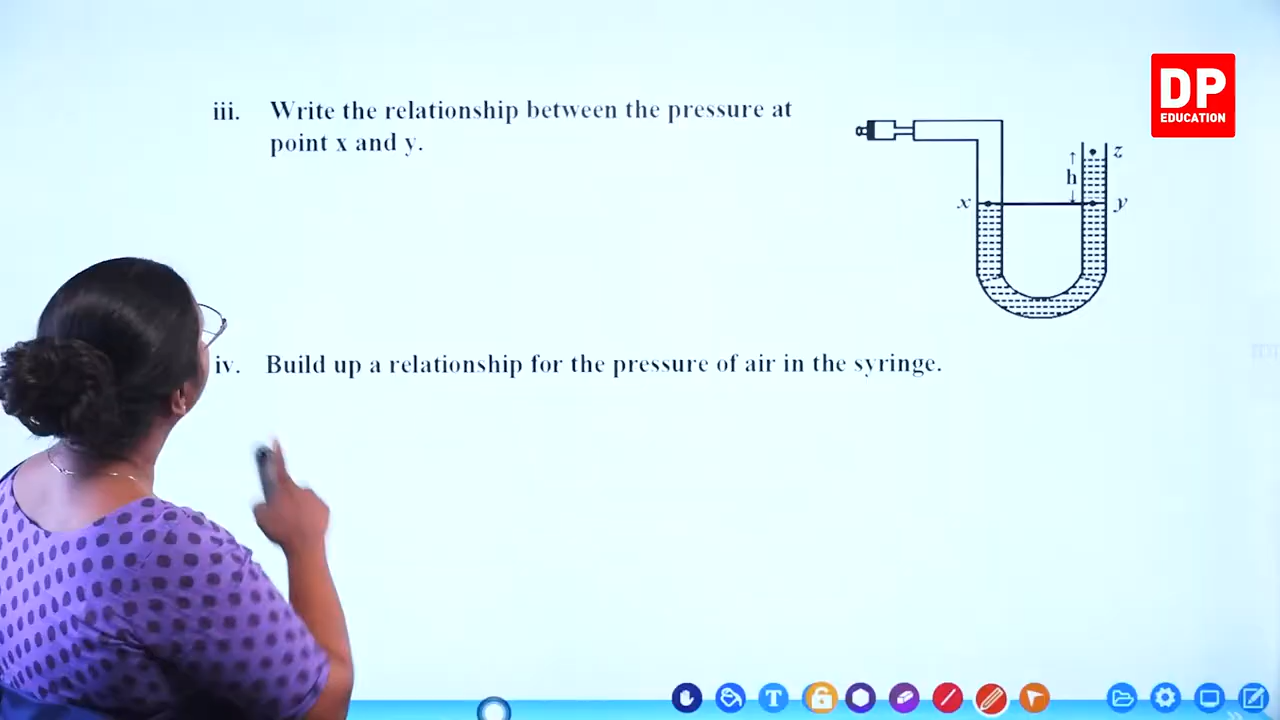 DP
EDUCATION
iii. Write the relationship between the pressure at
point x and y.
z
h
x
y
iv. Build up a relationship for the pressure of air in the syringe.
T